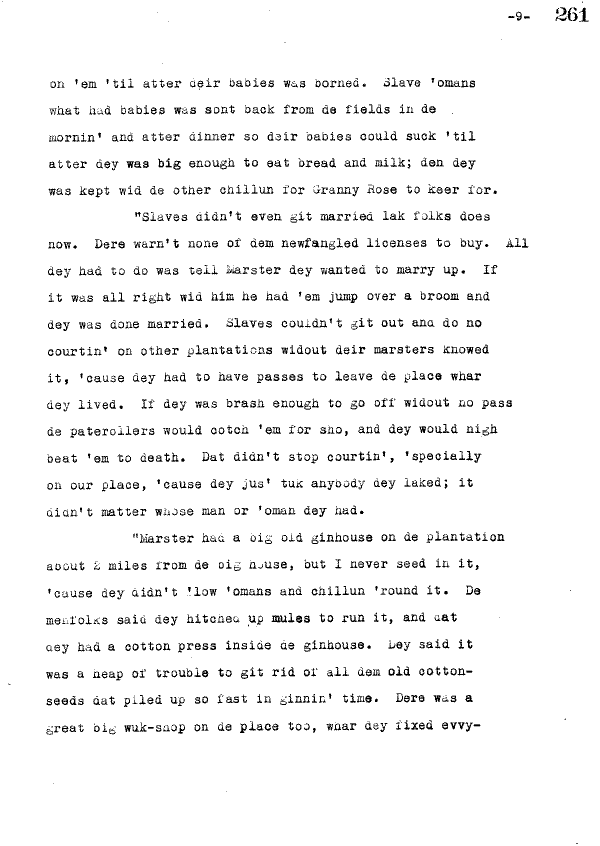 -9- 261
on 'em 'til atter deir babies was borned. Slave 'omans
what had babies was sont back from de fields in de
mornin' and atter dinner so deir babies could suck 'til
atter dey was big enough to eat bread and milk; den dey
was kept wid de other chillun for Granny Rose to keer for.
"Slaves didn't even git married lak folks does
now. Dere warn't none of dem newfangled licenses to buy. All
dey had to do was tell Marster dey wanted to marry up. If
it was all right wid him he had 'em jump over a broom and
dey was done married. Slaves couldn't git out and do no
courtin' on other plantations widout deir marsters knowed
it, 'cause dey had to have passes to leave de place whar
dey lived. If dey was brash enough to go off widout no pass
de paterollers would cotch 'em for sho, and dey would nigh
beat 'em to death. Dat didn't stop courtin', 'specially
on our place, 'cause dey jus' tuk anybody dey laked; it
didn't matter whose man or 'oman dey had.
"Marster had a big old ginhouse on de plantation
about 2 miles from de big house, but I never seed in it,
'cause dey didn't 'low 'omans and chillun 'round it. De
menfolks said dey hitched up mules to run it, and dat
dey had a cotton press inside de ginhouse. Dey said it
was a heap of trouble to git rid of all dem old cotton-
seeds dat piled up so fast in ginnin' time. Dere was a
great big wuk-shop on de place too, whar dey fixed evvy-